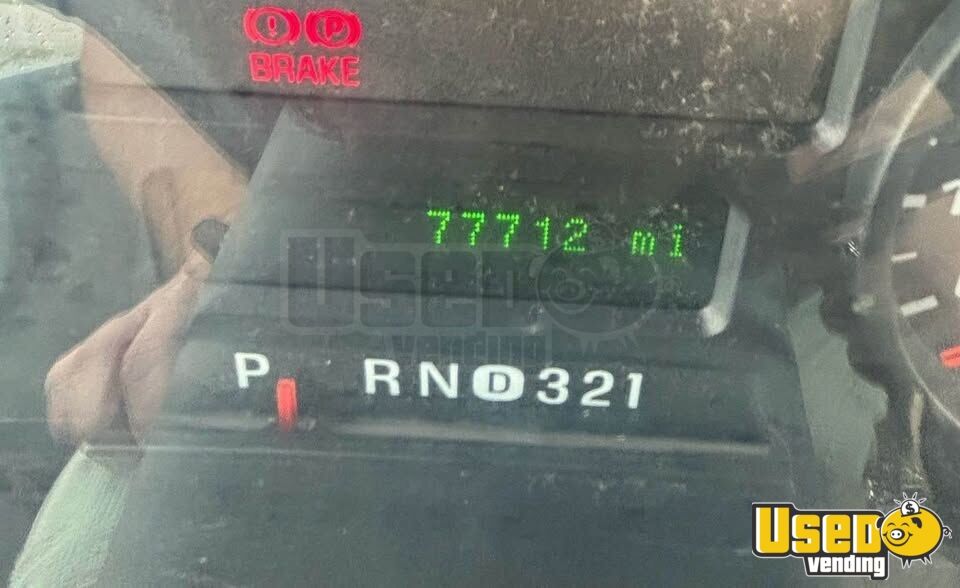 BRAKE
77712 mi
USED
vending
P RND321
USED
vending